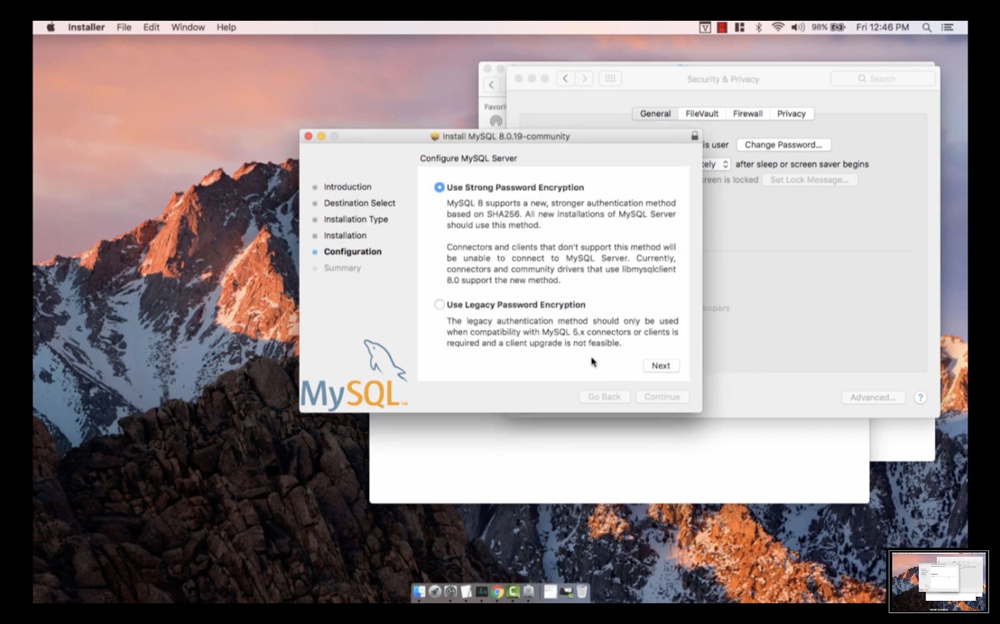 Installer File Edit Window Help
98% Fri 12:46 PM
Security & Privacy
Search
General FileVault Firewall Privacy
is user Change Password...
tely after sleep or screen saver begins
reen is locked Set Lock Message...
elopers
Advanced... ?
Install MySQL 8.0.19-community
Configure MySQL Server
Introduction
Destination Select
Installation Type
Installation
Configuration
Summary
Use Strong Password Encryption
MySQL 8 supports a new, stronger authentication method
based on SHA256. All new installations of MySQL Server
should use this method.
Connectors and clients that don't support this method will
be unable to connect to MySQL Server. Currently,
connectors and community drivers that use libmysqlclient
8.0 support the new method.
Use Legacy Password Encryption
The legacy authentication method should only be used
when compatibility with MySQL 5.x connectors or clients is
required and a client upgrade is not feasible.
Next
MySQL™
Go Back Continue
Favori